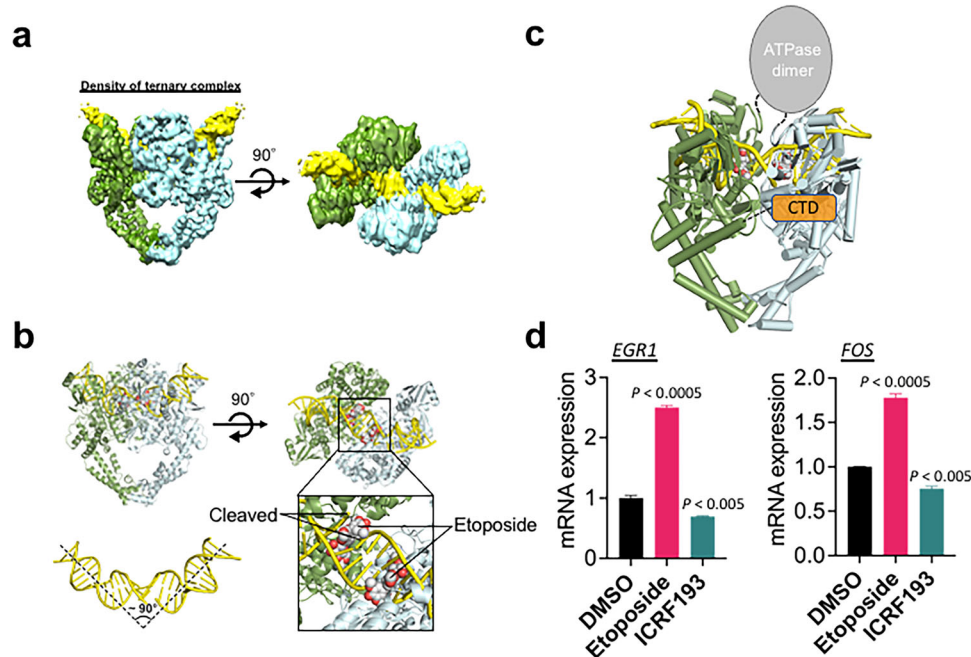 a
Density of ternary complex
90°
b
90°
Cleaved
Etoposide
~ 90°
c
ATPase
dimer
CTD
d
EGR1
mRNA expression
3
2
1
0
P < 0.0005
P < 0.005
DMSO
Etoposide
ICRF193
FOS
mRNA expression
2.0
1.5
1.0
0.5
0.0
P < 0.0005
P < 0.005
DMSO
Etoposide
ICRF193